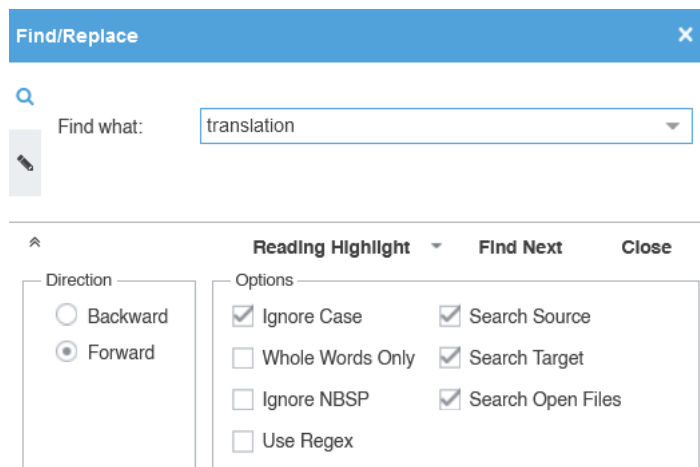 Find/Replace
Find what: translation
Reading Highlight Find Next Close
Direction Options
Backward Ignore Case Search Source
Forward Whole Words Only Search Target
Ignore NBSP Search Open Files
Use Regex